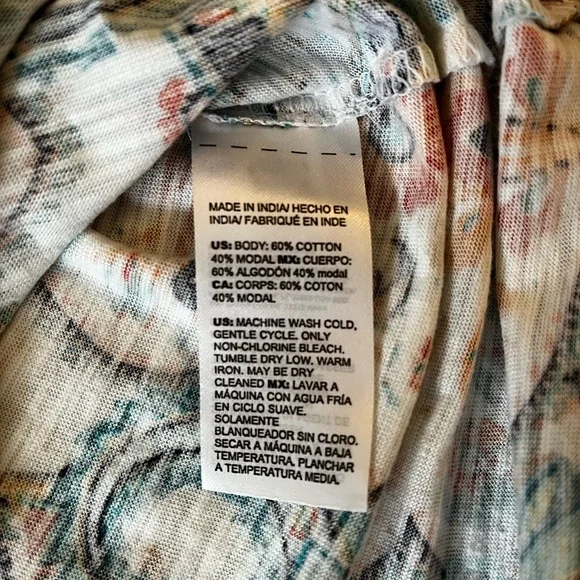 MADE IN INDIA/ HECHO EN
INDIA/ FABRIQUÉ EN INDE
US: BODY: 60% COTTON
40% MODAL MX: CUERPO:
60% ALGODÓN 40% modal
CA: CORPS: 60% COTON
40% MODAL
US: MACHINE WASH COLD,
GENTLE CYCLE. ONLY
NON-CHLORINE BLEACH.
TUMBLE DRY LOW. WARM
IRON. MAY BE DRY
CLEANED MX: LAVAR A
MÁQUINA CON AGUA FRÍA
EN CICLO SUAVE.
SOLAMENTE
BLANQUEADOR SIN CLORO.
SECAR A MÁQUINA A BAJA
TEMPERATURA. PLANCHAR
A TEMPERATURA MEDIA.